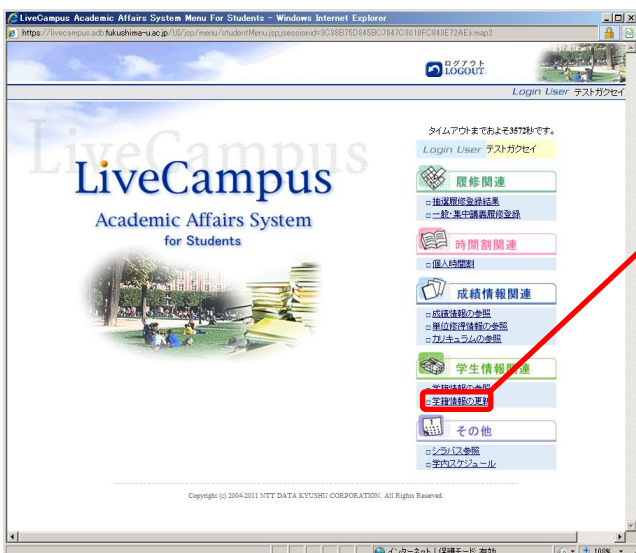 LiveCampus Academic Affairs System Menu For Students - Windows Internet Explorer
https://livecampus.adb.fukushima-u.ac.jp/UI/jsp/menu/studentMenu.jsp;jsessionid=3C38B75D845BC7647C3018FC843E72AE.kmap2
ログアウト
LOGOUT
Login User テストガクセイ
タイムアウトまでおよそ3572秒です。
Login User テストガクセイ
LiveCampus
LiveCampus
Academic Affairs System
for Students
履修関連
抽選履修登録結果
一般・集中講義履修登録
時間割関連
個人時間割
成績情報関連
成績情報の参照
単位修得情報の参照
カリキュラムの参照
学生情報関連
学籍情報の参照
学籍情報の更新
その他
シラバス参照
学内スケジュール
Copyright (c) 2004-2011 NTT DATA KYUSHU CORPORATION. All Rights Reserved.
インターネット | 保護モード: 有効
100%